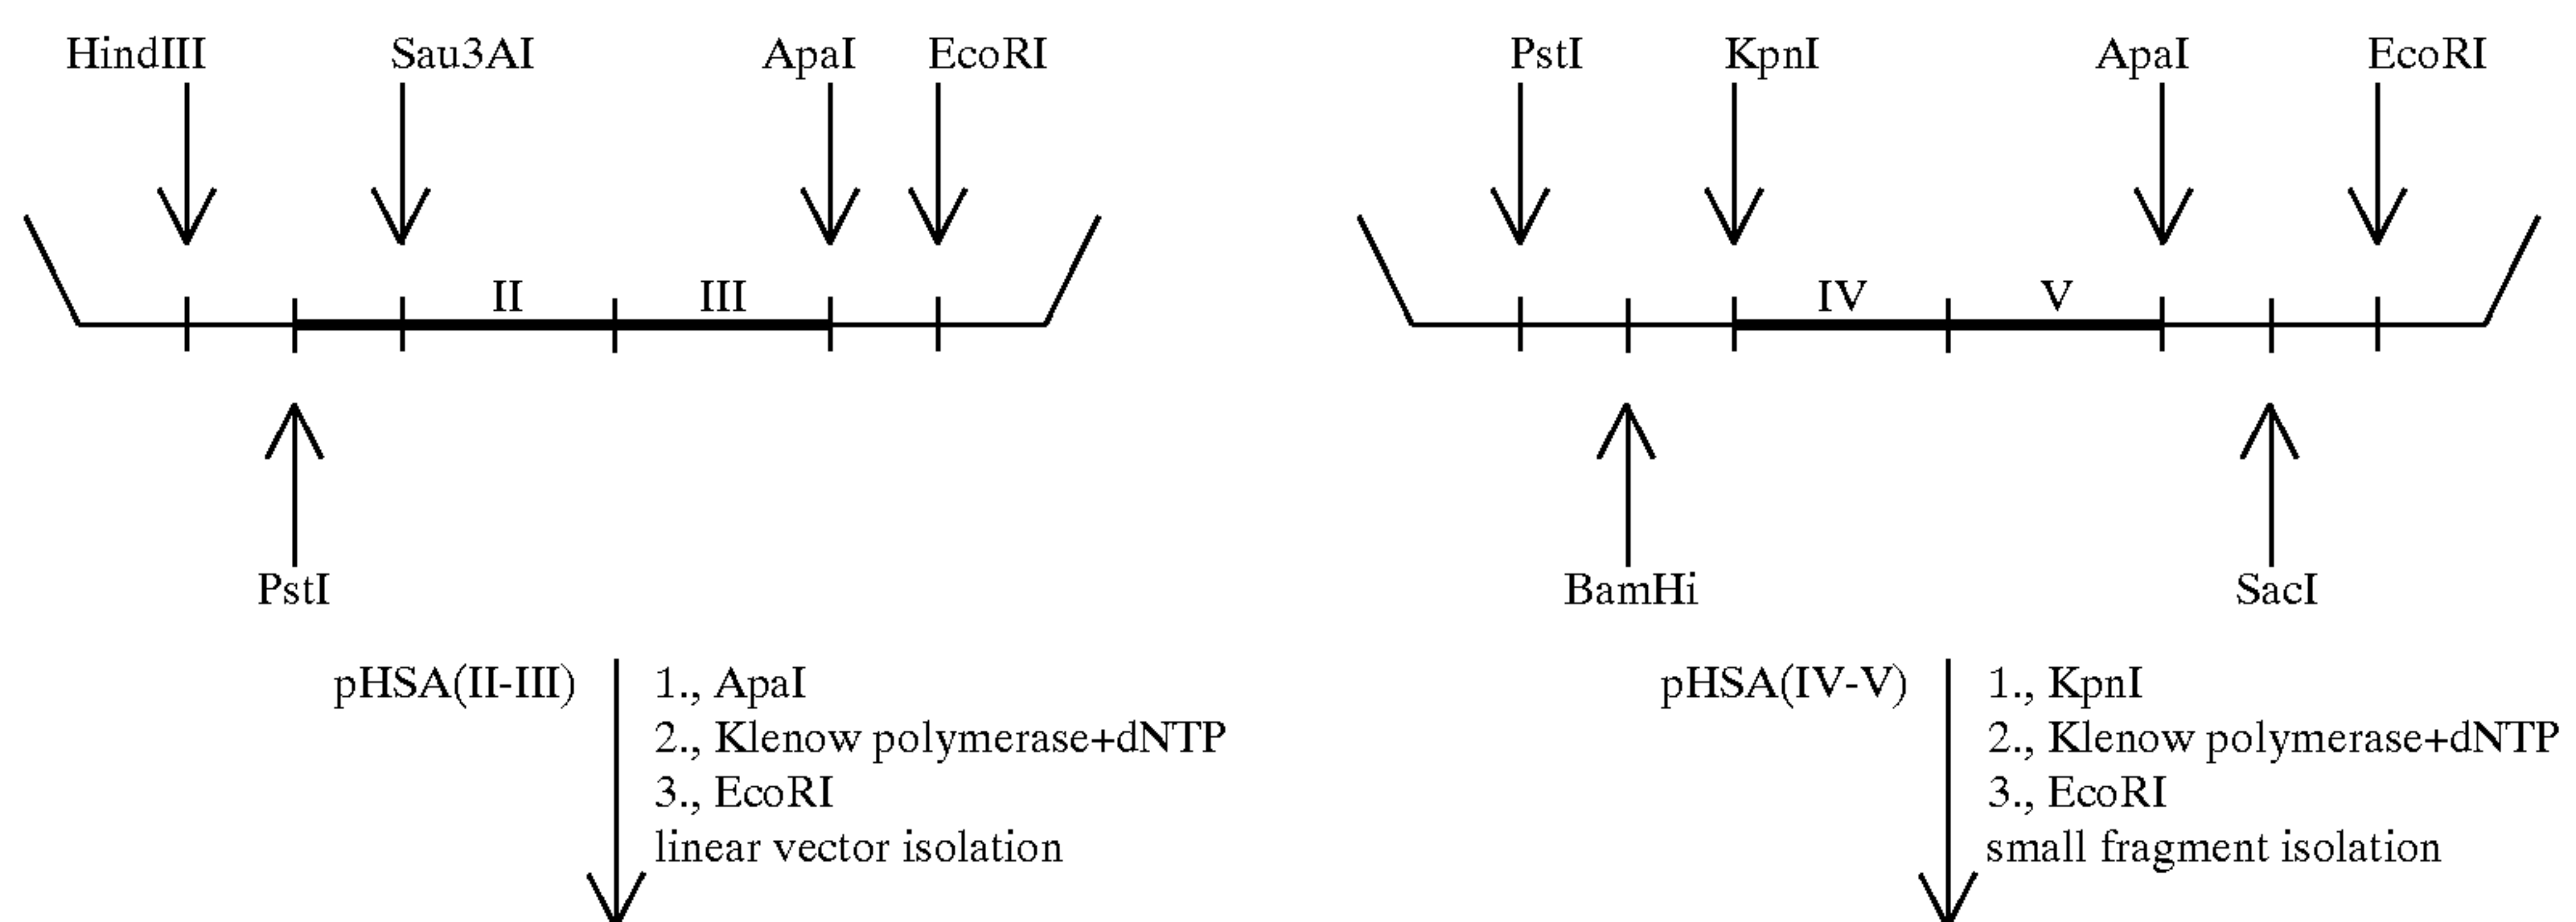 HindIII Sau3AI ApaI EcoRI
II III
PstI
pHSA(II-III)
1., ApaI
2., Klenow polymerase+dNTP
3., EcoRI
linear vector isolation
PstI KpnI ApaI EcoRI
IV V
BamHi SacI
pHSA(IV-V)
1., KpnI
2., Klenow polymerase+dNTP
3., EcoRI
small fragment isolation